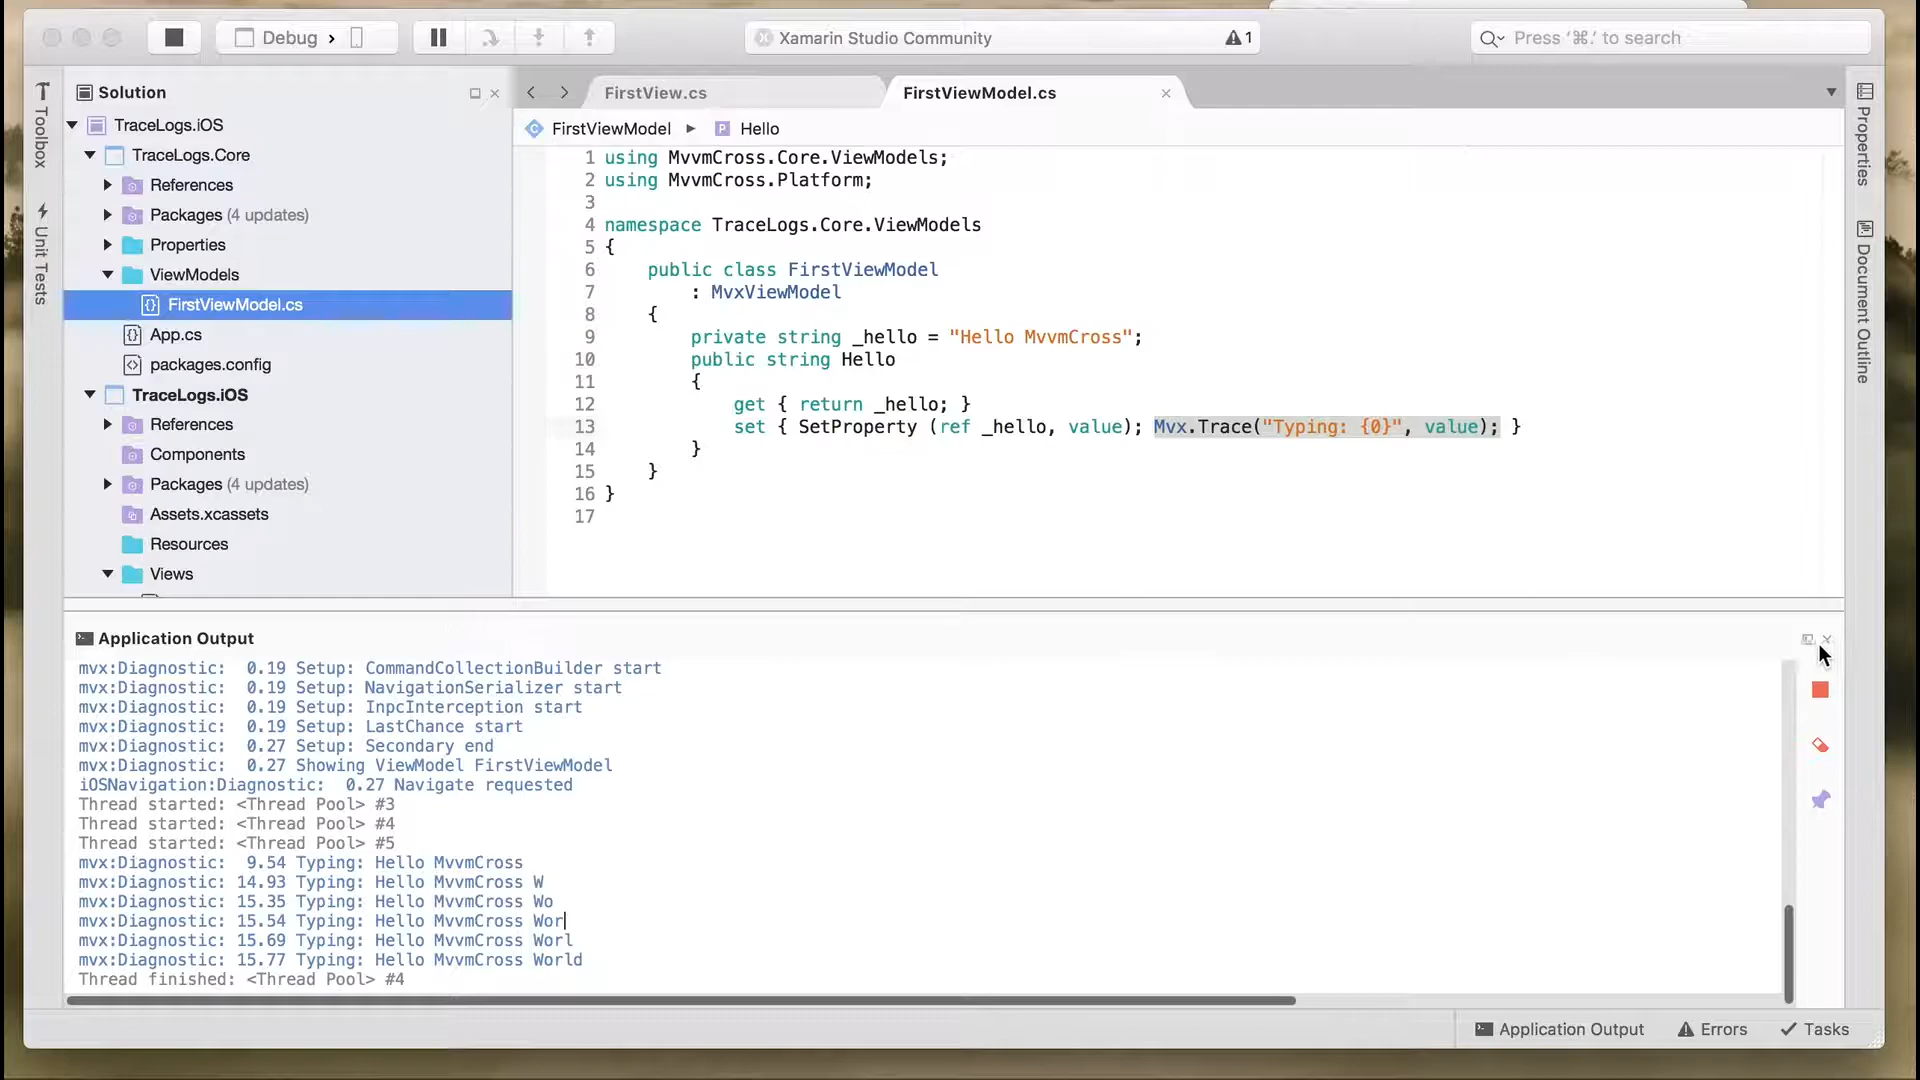 Debug
Xamarin Studio Community
1
Press '⌘.' to search
Toolbox
Unit Tests
Solution
TraceLogs.iOS
TraceLogs.Core
References
Packages (4 updates)
Properties
ViewModels
FirstViewModel.cs
App.cs
packages.config
TraceLogs.iOS
References
Components
Packages (4 updates)
Assets.xcassets
Resources
Views
FirstView.cs
FirstViewModel.cs
FirstViewModel ▶ Hello
1 using MvvmCross.Core.ViewModels;
2 using MvvmCross.Platform;
3
4 namespace TraceLogs.Core.ViewModels
5 {
6 public class FirstViewModel
7 : MvxViewModel
8 {
9 private string _hello = "Hello MvvmCross";
10 public string Hello
11 {
12 get { return _hello; }
13 set { SetProperty (ref _hello, value); Mvx.Trace("Typing: {0}", value); }
14 }
15 }
16 }
17
Properties
Document Outline
Application Output
mvx:Diagnostic: 0.19 Setup: CommandCollectionBuilder start
mvx:Diagnostic: 0.19 Setup: NavigationSerializer start
mvx:Diagnostic: 0.19 Setup: InpcInterception start
mvx:Diagnostic: 0.19 Setup: LastChance start
mvx:Diagnostic: 0.27 Setup: Secondary end
mvx:Diagnostic: 0.27 Showing ViewModel FirstViewModel
iOSNavigation:Diagnostic: 0.27 Navigate requested
Thread started: <Thread Pool> #3
Thread started: <Thread Pool> #4
Thread started: <Thread Pool> #5
mvx:Diagnostic: 9.54 Typing: Hello MvvmCross
mvx:Diagnostic: 14.93 Typing: Hello MvvmCross W
mvx:Diagnostic: 15.35 Typing: Hello MvvmCross Wo
mvx:Diagnostic: 15.54 Typing: Hello MvvmCross Wor
mvx:Diagnostic: 15.69 Typing: Hello MvvmCross Worl
mvx:Diagnostic: 15.77 Typing: Hello MvvmCross World
Thread finished: <Thread Pool> #4
Application Output
Errors
Tasks